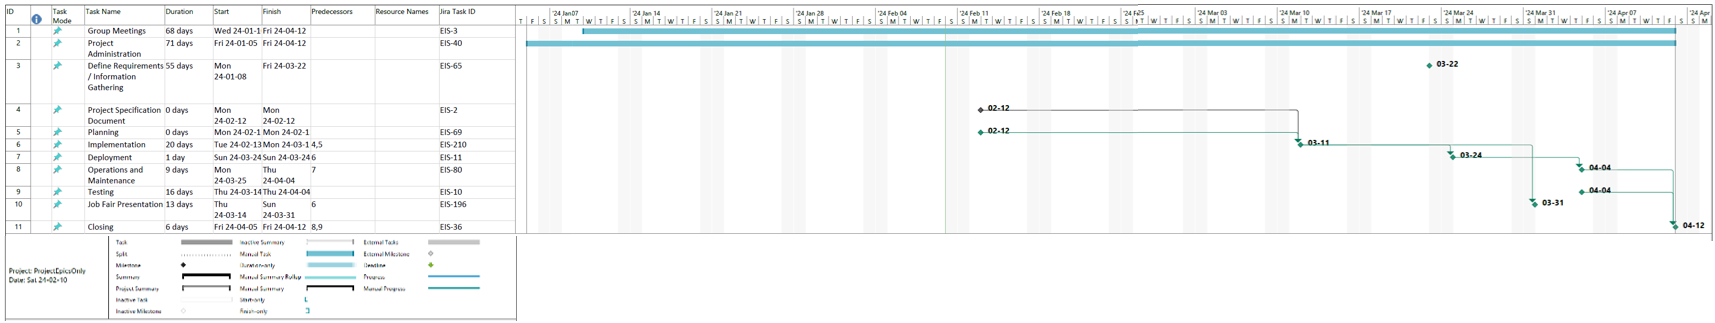 ID Task Mode Task Name Duration Start Finish Predecessors Resource Names Jira Task ID
'24 Jan07 '24 Jan 14 '24 Jan 21 '24 Jan 28 '24 Feb 04 '24 Feb 11 '24 Feb 18 '24 F 25 '24 Mar 03 '24 Mar 10 '24 Mar 17 '24 Mar 24 '24 Mar 31 '24 Apr 07 '24 Apr
T F S S M T W T F S S M T W T F S S M T W T F S S M T W T F S S M T W T F S S M T W T F S S M T W T F S S M T W T F S S M T W T F S S M T W T F S S M T W T F S S M T W T F S S M T W T F S S M T W T F S S M
1 Group Meetings 68 days Wed 24-01-1 Fri 24-04-12 EIS-3
2 Project Administration 71 days Fri 24-01-05 Fri 24-04-12 EIS-40
3 Define Requirements / Information Gathering 55 days Mon 24-01-08 Fri 24-03-22 EIS-65
03-22
4 Project Specification Document 0 days Mon 24-02-12 Mon 24-02-12 EIS-2
02-12
5 Planning 0 days Mon 24-02-1 Mon 24-02-1 EIS-69
02-12
6 Implementation 20 days Tue 24-02-13 Mon 24-03-1 4,5 EIS-210
03-11
7 Deployment 1 day Sun 24-03-24 Sun 24-03-24 6 EIS-11
03-24
8 Operations and Maintenance 9 days Mon 24-03-25 Thu 24-04-04 7 EIS-80
04-04
9 Testing 16 days Thu 24-03-14 Thu 24-04-04 EIS-10
04-04
10 Job Fair Presentation 13 days Thu 24-03-14 Sun 24-03-31 6 EIS-196
03-31
11 Closing 6 days Fri 24-04-05 Fri 24-04-12 8,9 EIS-36
04-12
Project: ProjectEpicsOnly
Date: Sat 24-02-10
Task Inactive Summary External Tasks
Split Manual Task External Milestone
Milestone Duration-only Deadline
Summary Manual Summary Rollup Progress
Project Summary Manual Summary Manual Progress
Inactive Task Start-only
Inactive Milestone Finish-only